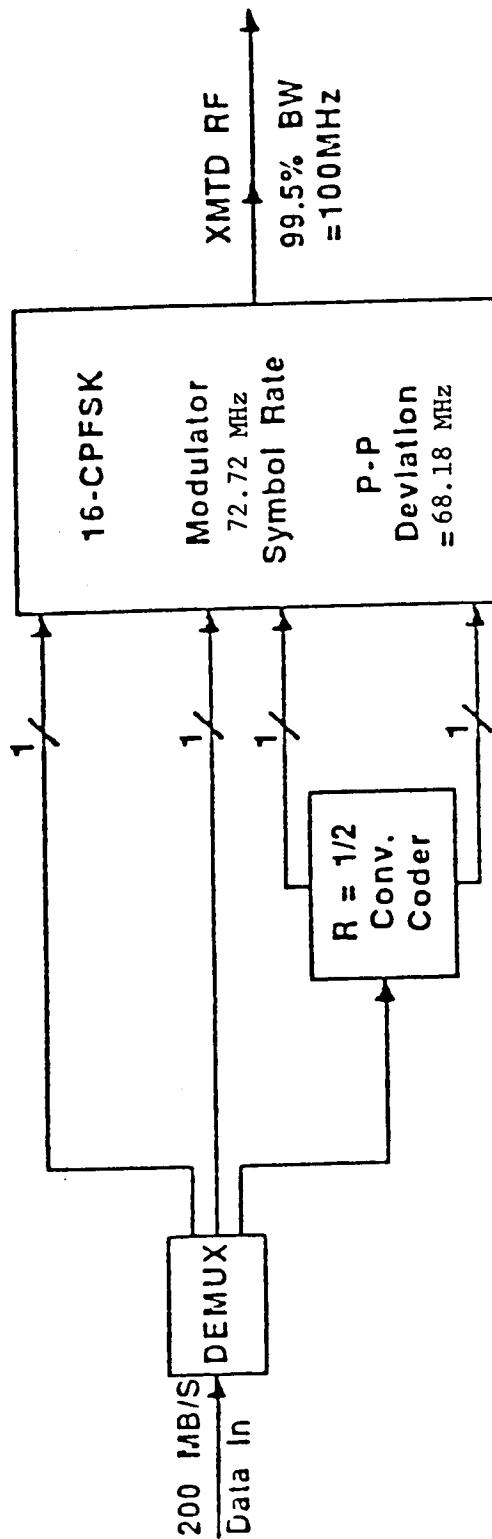 200 MB/S
Data In
DEMUX
1
1
1
1
R = 1/2
Conv.
Coder
16-CPFSK
Modulator
72.72 MHz
Symbol Rate
P-P
Deviation
=68.18 MHz
XMTD RF
99.5% BW
=100MHz